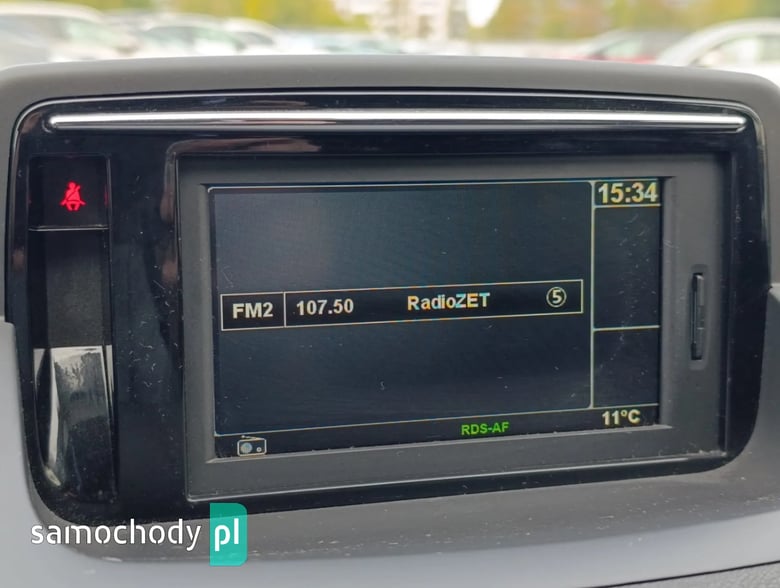 15:34
FM2 107.50 RadioZET 5
RDS-AF 11°C
samochody pl